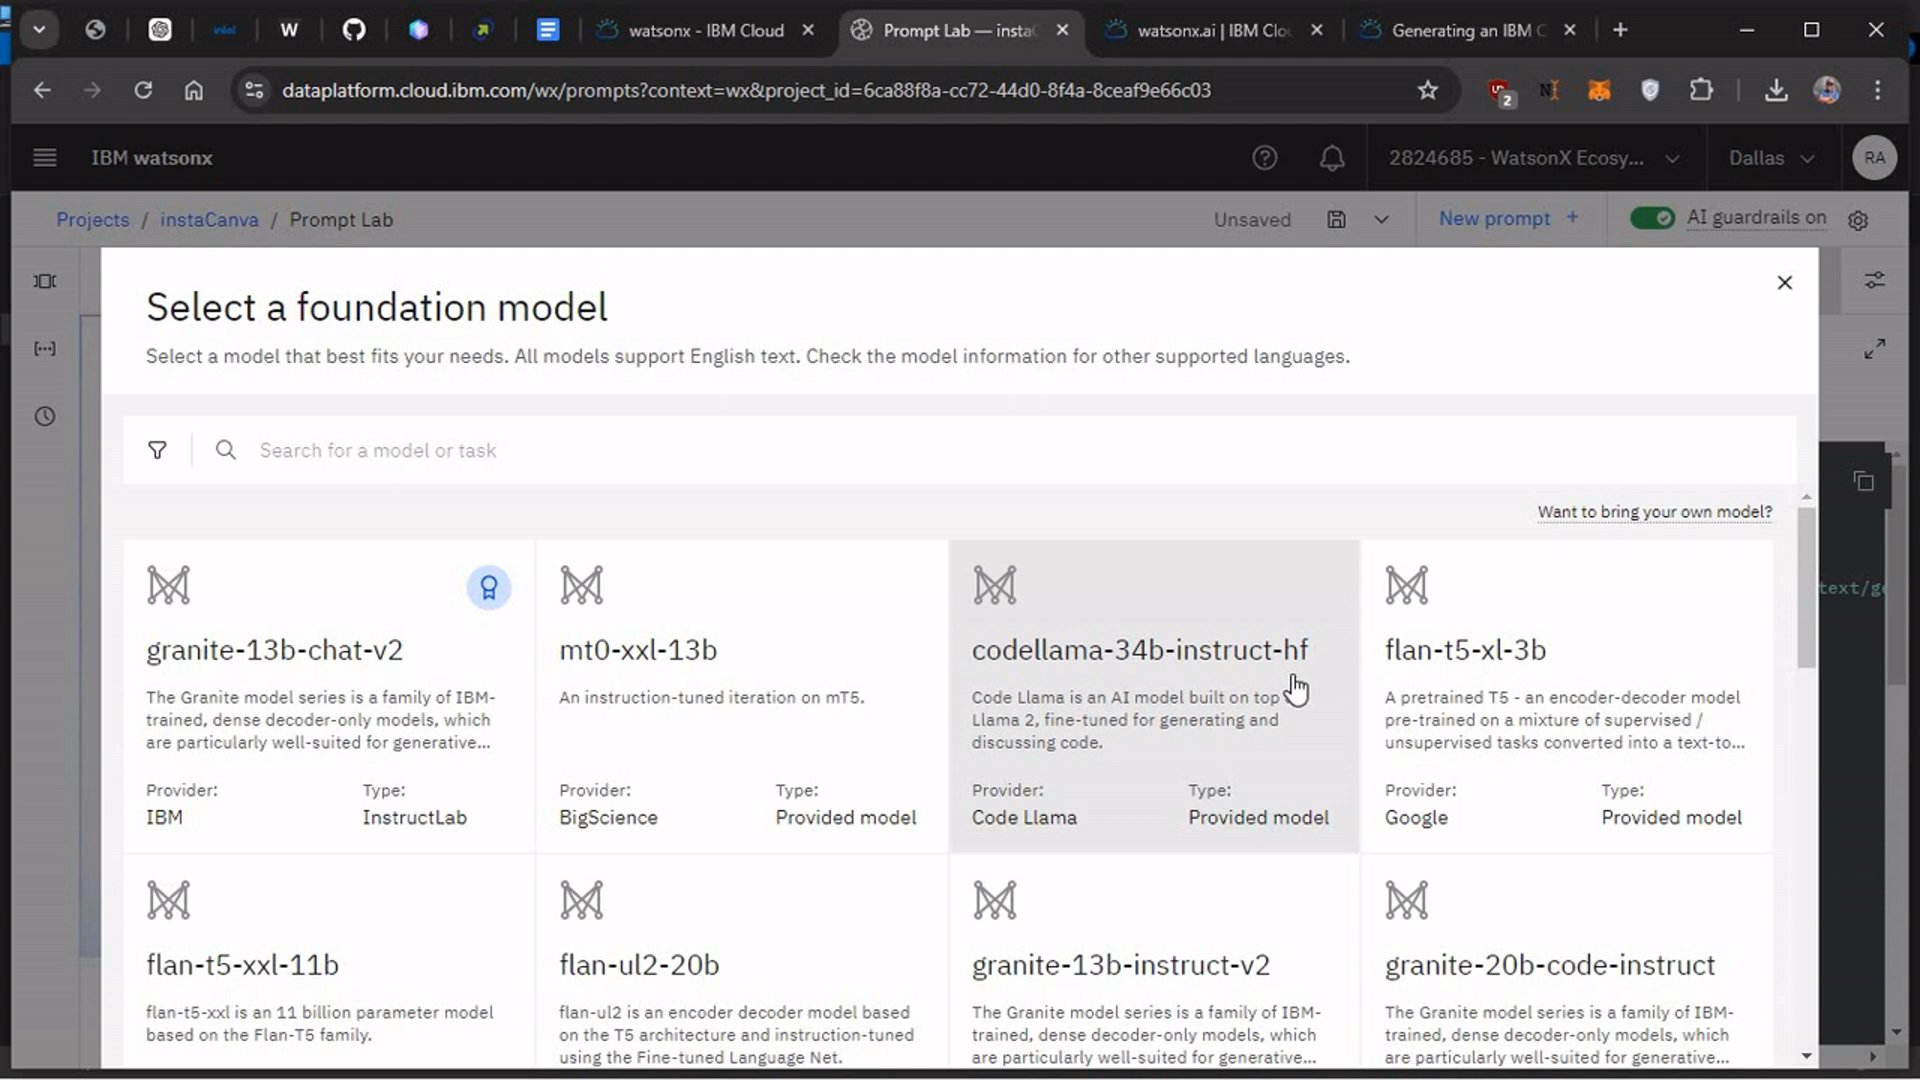 intel
W
watsonx - IBM Cloud
Prompt Lab — insta
watsonx.ai | IBM Clo
Generating an IBM C
dataplatform.cloud.ibm.com/wx/prompts?context=wx&project_id=6ca88f8a-cc72-44d0-8f4a-8ceaf9e66c03
2
IBM watsonx
2824685 - WatsonX Ecosy...
Dallas
RA
Projects / instaCanva / Prompt Lab
Unsaved
New prompt +
AI guardrails on
Select a foundation model
Select a model that best fits your needs. All models support English text. Check the model information for other supported languages.
Search for a model or task
Want to bring your own model?
granite-13b-chat-v2
The Granite model series is a family of IBM-
trained, dense decoder-only models, which
are particularly well-suited for generative...
Provider:
IBM
Type:
InstructLab
mt0-xxl-13b
An instruction-tuned iteration on mT5.
Provider:
BigScience
Type:
Provided model
codellama-34b-instruct-hf
Code Llama is an AI model built on top
Llama 2, fine-tuned for generating and
discussing code.
Provider:
Code Llama
Type:
Provided model
flan-t5-xl-3b
A pretrained T5 - an encoder-decoder model
pre-trained on a mixture of supervised /
unsupervised tasks converted into a text-to...
Provider:
Google
Type:
Provided model
text/ge
flan-t5-xxl-11b
flan-t5-xxl is an 11 billion parameter model
based on the Flan-T5 family.
flan-ul2-20b
flan-ul2 is an encoder decoder model based
on the T5 architecture and instruction-tuned
using the Fine-tuned Language Net.
granite-13b-instruct-v2
The Granite model series is a family of IBM-
trained, dense decoder-only models, which
are particularly well-suited for generative...
granite-20b-code-instruct
The Granite model series is a family of IBM-
trained, dense decoder-only models, which
are particularly well-suited for generative...